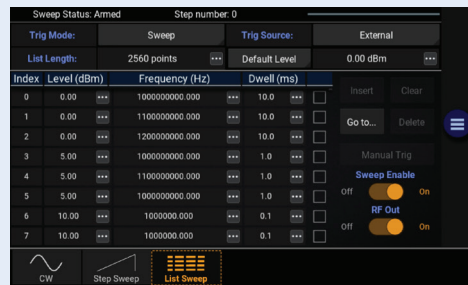 Sweep Status: Armed Step number: 0
Trig Mode: Sweep Trig Source: External
List Length: 2560 points ... Default Level 0.00 dBm ...
Index Level (dBm) Frequency (Hz) Dwell (ms)
0 0.00 ... 1000000000.000 ... 10.0 ...
1 0.00 ... 1100000000.000 ... 10.0 ...
2 0.00 ... 1200000000.000 ... 10.0 ...
3 5.00 ... 1000000000.000 ... 1.0 ...
4 5.00 ... 1100000000.000 ... 1.0 ...
5 5.00 ... 1000000.000 ... 1.0 ...
6 10.00 ... 1000000.000 ... 0.1 ...
7 10.00 ... 1000000.000 ... 0.1 ...
Insert Clear
Go to... Delete
Manual Trig
Sweep Enable
Off On
RF Out
Off On
CW Step Sweep List Sweep